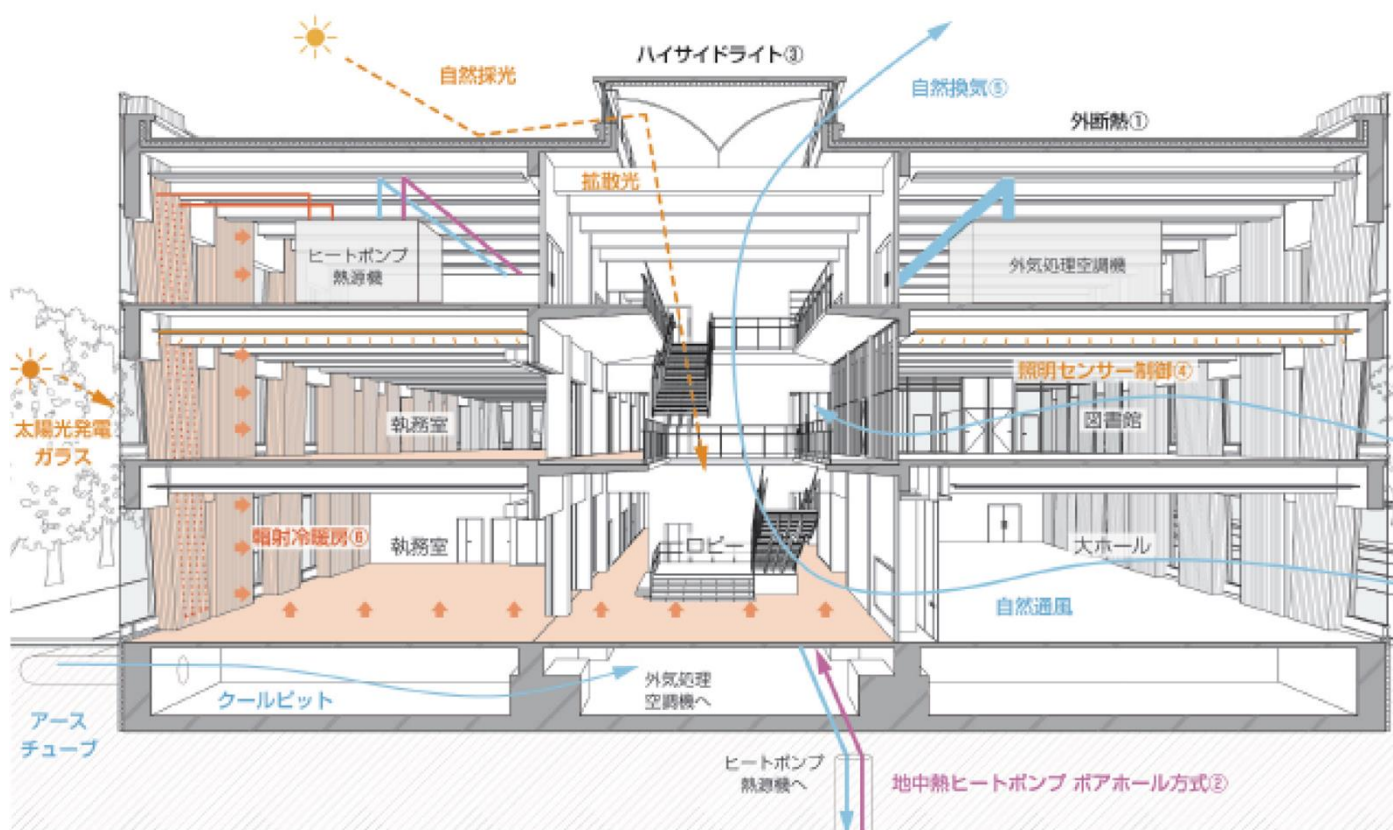 ハイサイドライト③
自然採光
自然換気⑤
外断熱①
拡散光
ヒートポンプ
熱源機
外気処理空調機
太陽光発電
ガラス
執務室
照明センサー制御④
図書館
輻射冷暖房⑥
執務室
ロビー
大ホール
自然通風
クールピット
外気処理
空調機へ
アース
チューブ
ヒートポンプ
熱源機へ
地中熱ヒートポンプ ボアホール方式②